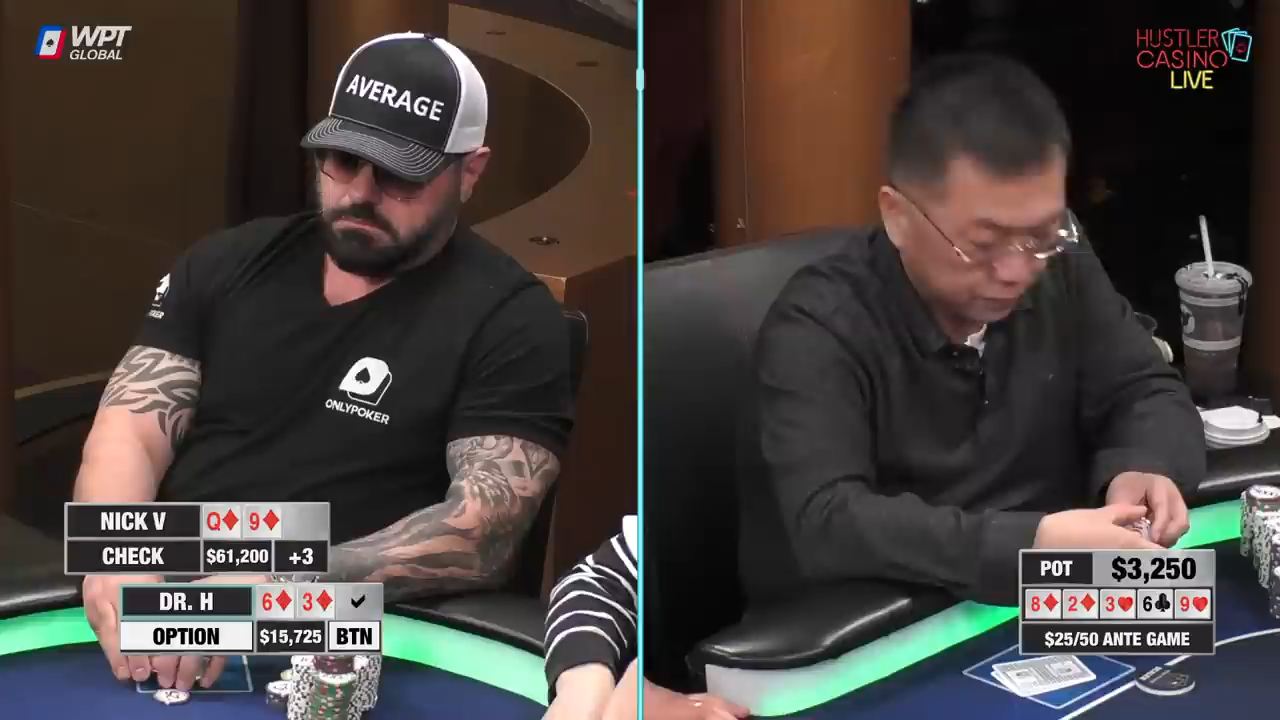 WPT
GLOBAL
HUSTLER
CASINO
LIVE
AVERAGE
ONLYPOKER
NICK V Q♦ 9♦
CHECK $61,200 +3
DR. H 6♦ 3♦ ✓
OPTION $15,725 BTN
POT $3,250
8♦ 2♦ 3♥ 6♣ 9♥
$25/50 ANTE GAME